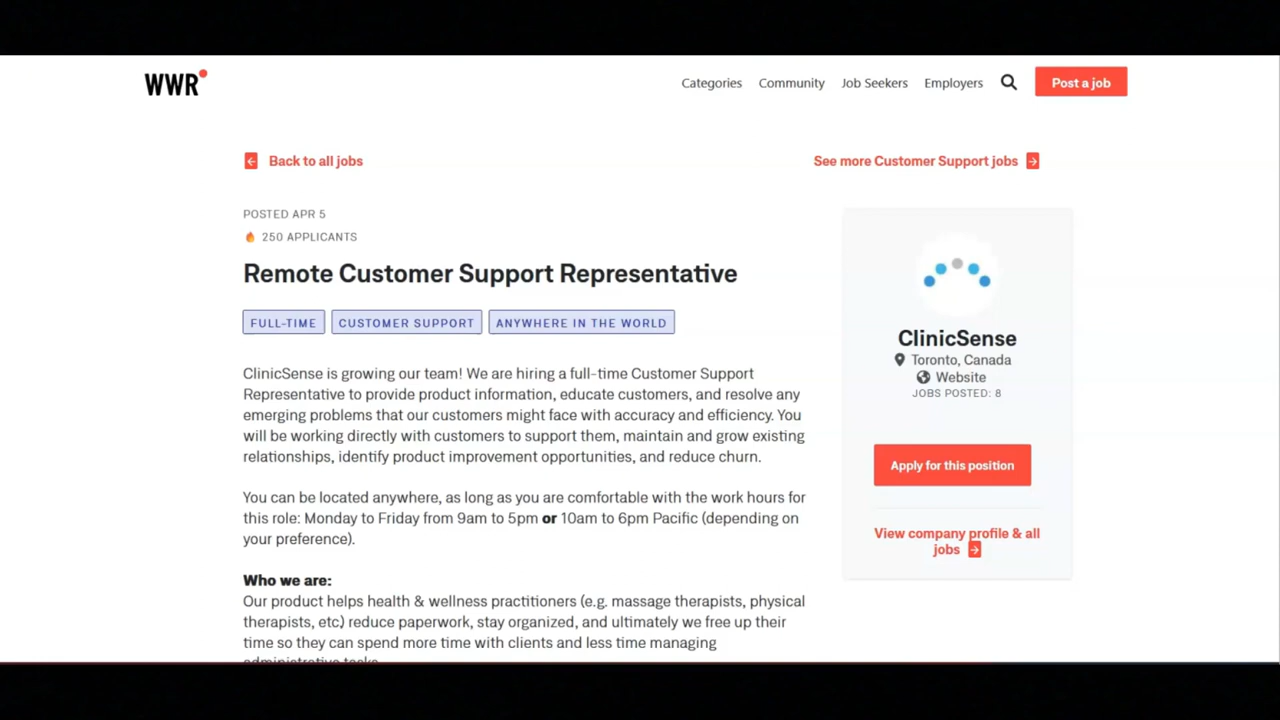 WWR
Categories Community Job Seekers Employers Post a job
Back to all jobs
See more Customer Support jobs
POSTED APR 5
250 APPLICANTS
Remote Customer Support Representative
FULL-TIME CUSTOMER SUPPORT ANYWHERE IN THE WORLD
ClinicSense is growing our team! We are hiring a full-time Customer Support
Representative to provide product information, educate customers, and resolve any
emerging problems that our customers might face with accuracy and efficiency. You
will be working directly with customers to support them, maintain and grow existing
relationships, identify product improvement opportunities, and reduce churn.
You can be located anywhere, as long as you are comfortable with the work hours for
this role: Monday to Friday from 9am to 5pm or 10am to 6pm Pacific (depending on
your preference).
Who we are:
Our product helps health & wellness practitioners (e.g. massage therapists, physical
therapists, etc) reduce paperwork, stay organized, and ultimately we free up their
time so they can spend more time with clients and less time managing
administrative tasks
ClinicSense
Toronto, Canada
Website
JOBS POSTED: 8
Apply for this position
View company profile & all
jobs